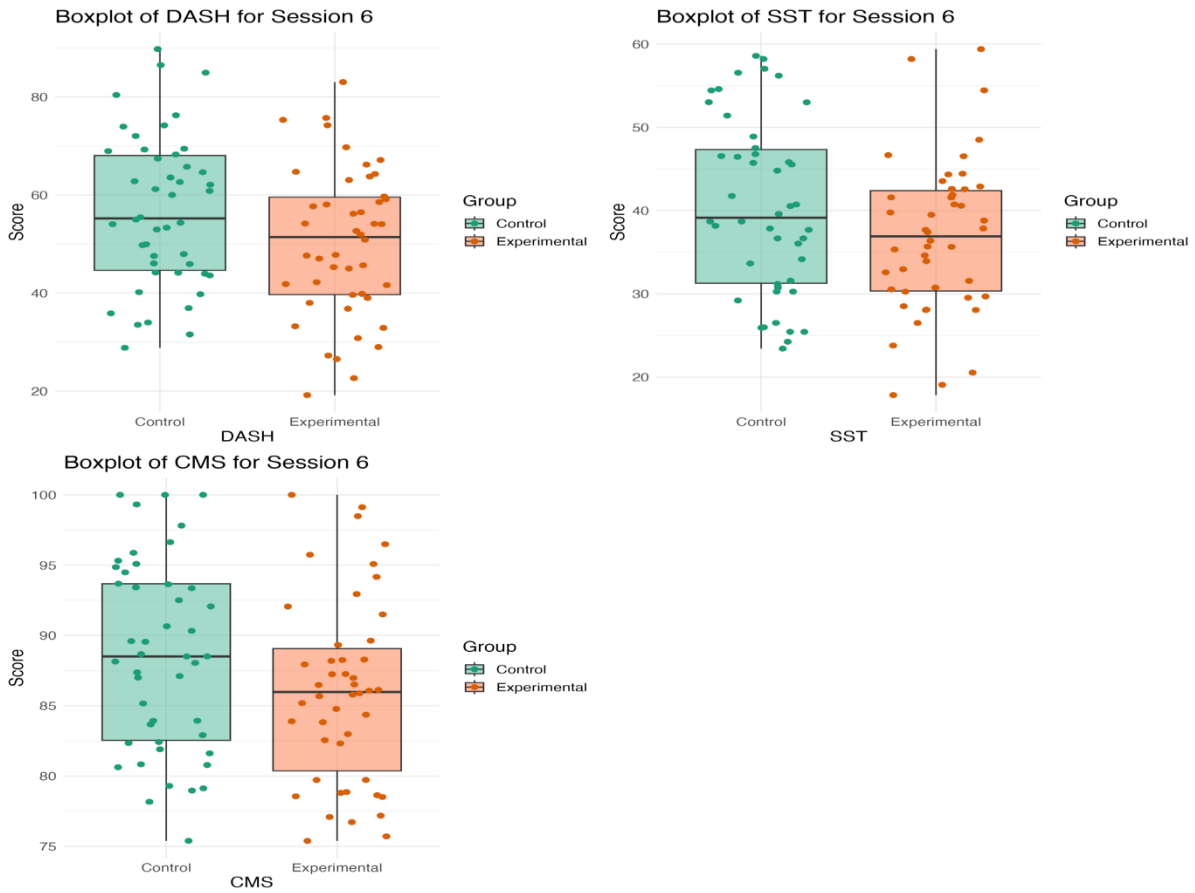 Boxplot of DASH for Session 6
Score
80
60
40
20
Control
Experimental
DASH
Group
Control
Experimental
Boxplot of SST for Session 6
Score
60
50
40
30
20
Control
Experimental
SST
Group
Control
Experimental
Boxplot of CMS for Session 6
Score
100
95
90
85
80
75
Control
Experimental
CMS
Group
Control
Experimental